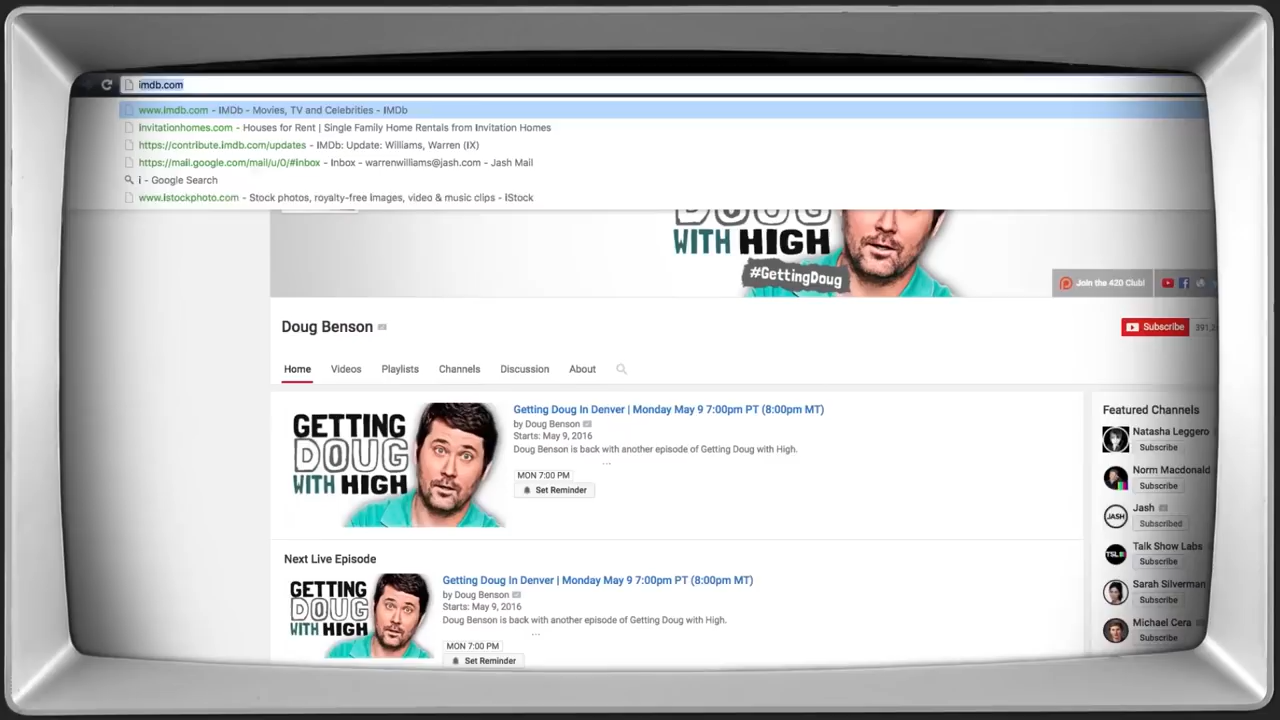 imdb.com
www.imdb.com - IMDb - Movies, TV and Celebrities - IMDb
invitationhomes.com - Houses for Rent | Single Family Home Rentals from Invitation Homes
https://contribute.imdb.com/updates - IMDb: Update: Williams, Warren (IX)
https://mail.google.com/mail/u/0/#inbox - Inbox - warrenwilliams@jash.com - Jash Mail
i - Google Search
www.istockphoto.com - Stock photos, royalty-free images, video & music clips - iStock
DOUG
WITH HIGH
#GettingDoug
Join the 420 Club!
Doug Benson
Subscribe 391,2
Home Videos Playlists Channels Discussion About
GETTING
DOUG
WITH HIGH
Getting Doug In Denver | Monday May 9 7:00pm PT (8:00pm MT)
by Doug Benson
Starts: May 9, 2016
Doug Benson is back with another episode of Getting Doug with High.
...
MON 7:00 PM
Set Reminder
Next Live Episode
GETTING
DOUG
WITH HIGH
Getting Doug In Denver | Monday May 9 7:00pm PT (8:00pm MT)
by Doug Benson
Starts: May 9, 2016
Doug Benson is back with another episode of Getting Doug with High.
...
MON 7:00 PM
Set Reminder
Featured Channels
Natasha Leggero
Subscribe
Norm Macdonald
Subscribe
JASH
Jash
Subscribed
TSL
Talk Show Labs
Subscribe
Sarah Silverman
Subscribe
Michael Cera
Subscribe